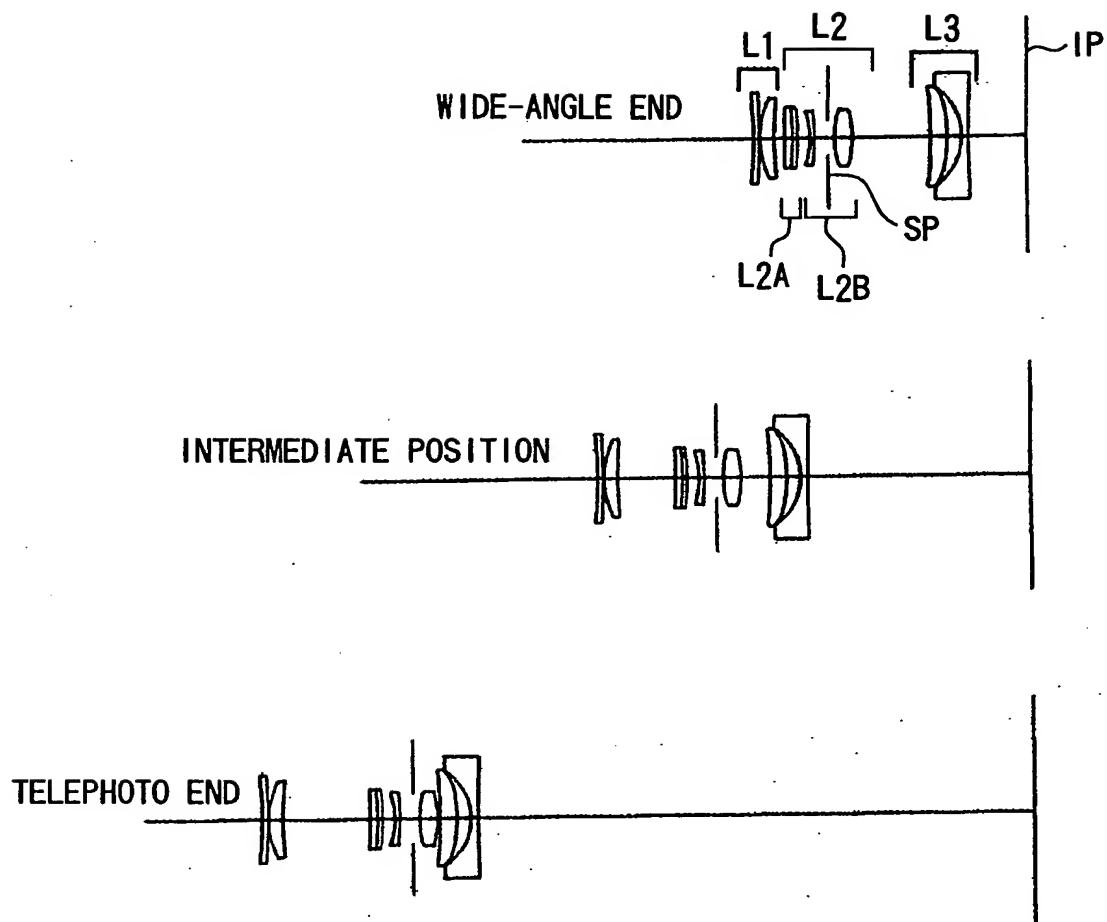 L1
L2
L3
IP
WIDE-ANGLE END
SP
L2A
L2B
INTERMEDIATE POSITION
TELEPHOTO END